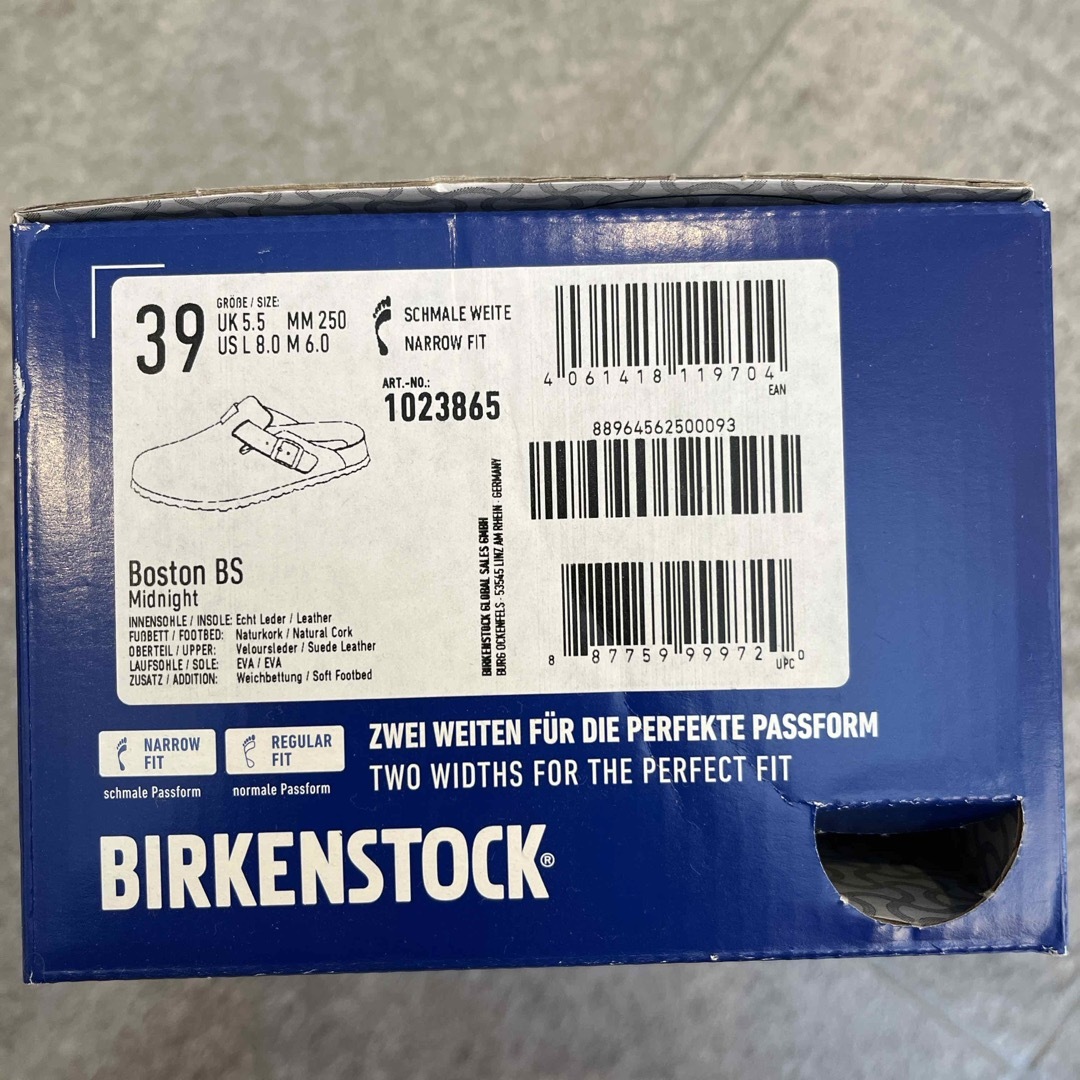 39
GRÖßE / SIZE:
UK 5.5 MM 250
US L 8.0 M 6.0
SCHMALE WEITE
NARROW FIT
ART.-NO.:
1023865
4 061418 119704
EAN
88964562500093
8 87759 99972 0
UPC
Boston BS
Midnight
INNENSOHLE / INSOLE: Echt Leder / Leather
FUßBETT / FOOTBED: Naturkork / Natural Cork
OBERTEIL / UPPER: Veloursleder / Suede Leather
LAUFSOHLE / SOLE: EVA / EVA
ZUSATZ / ADDITION: Weichbettung / Soft Footbed
BIRKENSTOCK GLOBAL SALES GMBH
BURG OCKENFELS - 53545 LINZ AM RHEIN - GERMANY
NARROW
FIT
schmale Passform
REGULAR
FIT
normale Passform
ZWEI WEITEN FÜR DIE PERFEKTE PASSFORM
TWO WIDTHS FOR THE PERFECT FIT
BIRKENSTOCK®